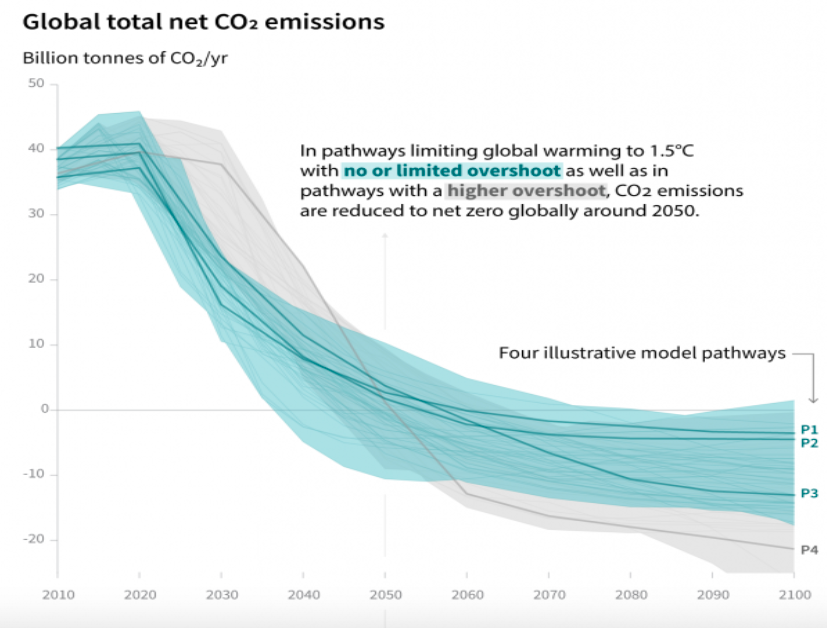 Global total net CO₂ emissions
Billion tonnes of CO₂/yr
50
40
30
20
10
0
-10
-20
In pathways limiting global warming to 1.5°C
with no or limited overshoot as well as in
pathways with a higher overshoot, CO2 emissions
are reduced to net zero globally around 2050.
Four illustrative model pathways
P1
P2
P3
P4
2010 2020 2030 2040 2050 2060 2070 2080 2090 2100